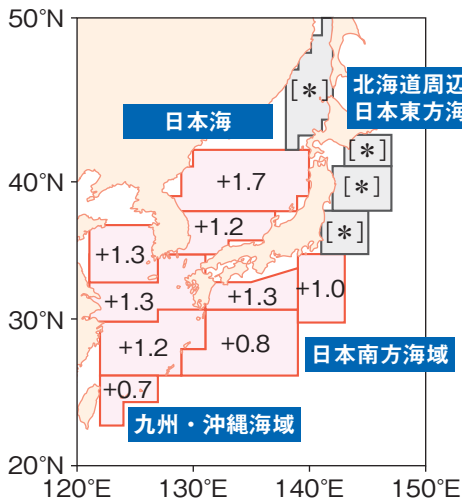 50°N
[*]
北海道周辺
日本東方海
日本海
[*]
40°N
+1.7
[*]
+1.2
[*]
+1.3
+1.3
+1.3
+1.0
30°N
+1.2
+0.8
日本南方海域
+0.7
九州・沖縄海域
20°N
120°E
130°E
140°E
150°E